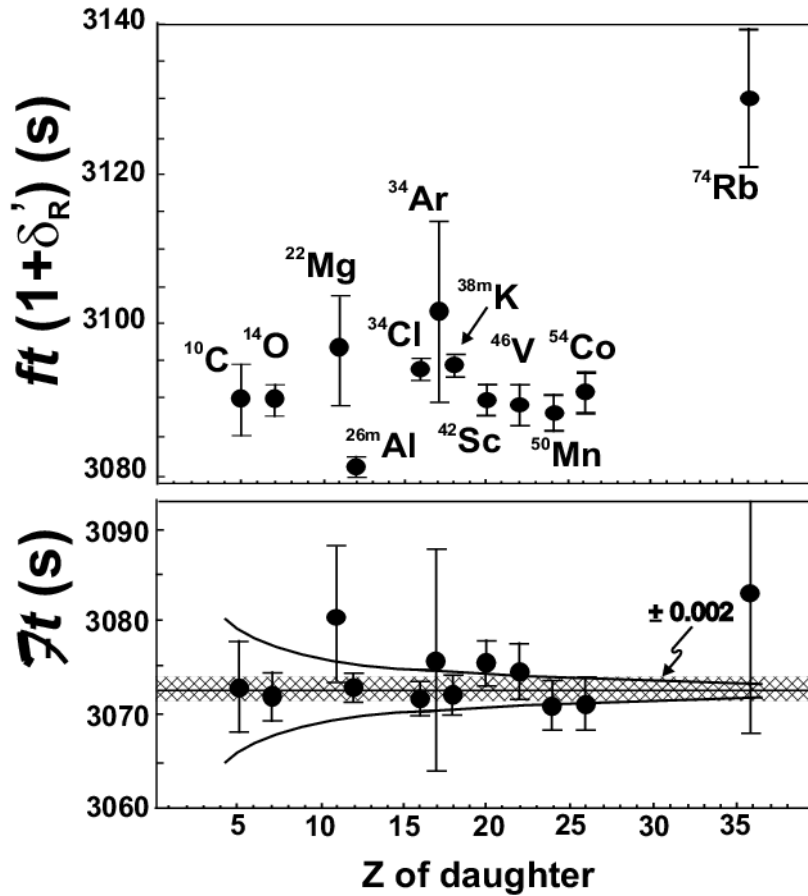 3140
3120
3100
3080
ft (1+δ'R) (s)
34Ar
74Rb
22Mg
38mK
10C 14O 34Cl 46V 54Co
26mAl 42Sc 50Mn
3090
3080
3070
3060
ℱt (s)
± 0.002
5 10 15 20 25 30 35
Z of daughter